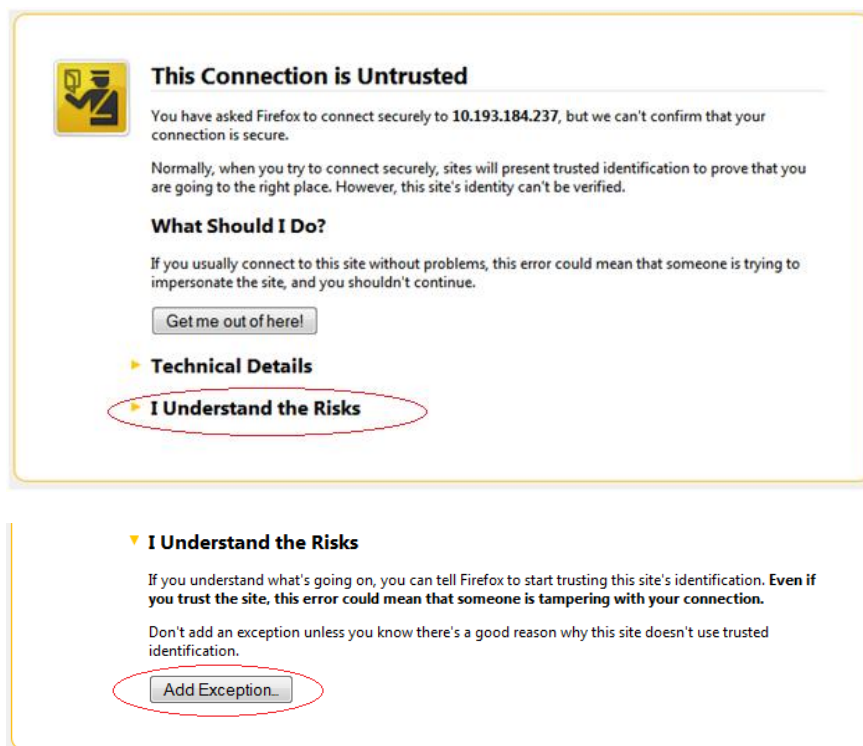 This Connection is Untrusted
You have asked Firefox to connect securely to 10.193.184.237, but we can't confirm that your
connection is secure.
Normally, when you try to connect securely, sites will present trusted identification to prove that you
are going to the right place. However, this site's identity can't be verified.
What Should I Do?
If you usually connect to this site without problems, this error could mean that someone is trying to
impersonate the site, and you shouldn't continue.
Get me out of here!
Technical Details
I Understand the Risks
I Understand the Risks
If you understand what's going on, you can tell Firefox to start trusting this site's identification. Even if
you trust the site, this error could mean that someone is tampering with your connection.
Don't add an exception unless you know there's a good reason why this site doesn't use trusted
identification.
Add Exception...